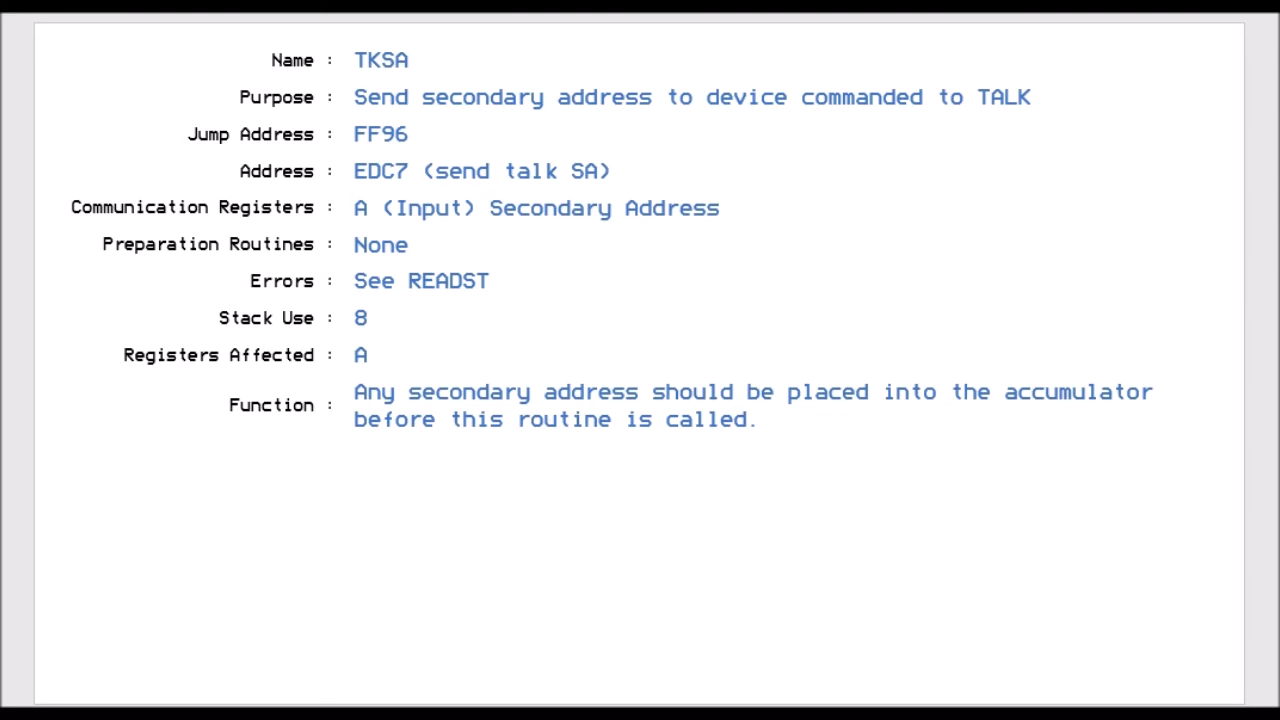 Name : TKSA
Purpose : Send secondary address to device commanded to TALK
Jump Address : FF96
Address : EDC7 (send talk SA)
Communication Registers : A (Input) Secondary Address
Preparation Routines : None
Errors : See READST
Stack Use : 8
Registers Affected : A
Function : Any secondary address should be placed into the accumulator
before this routine is called.